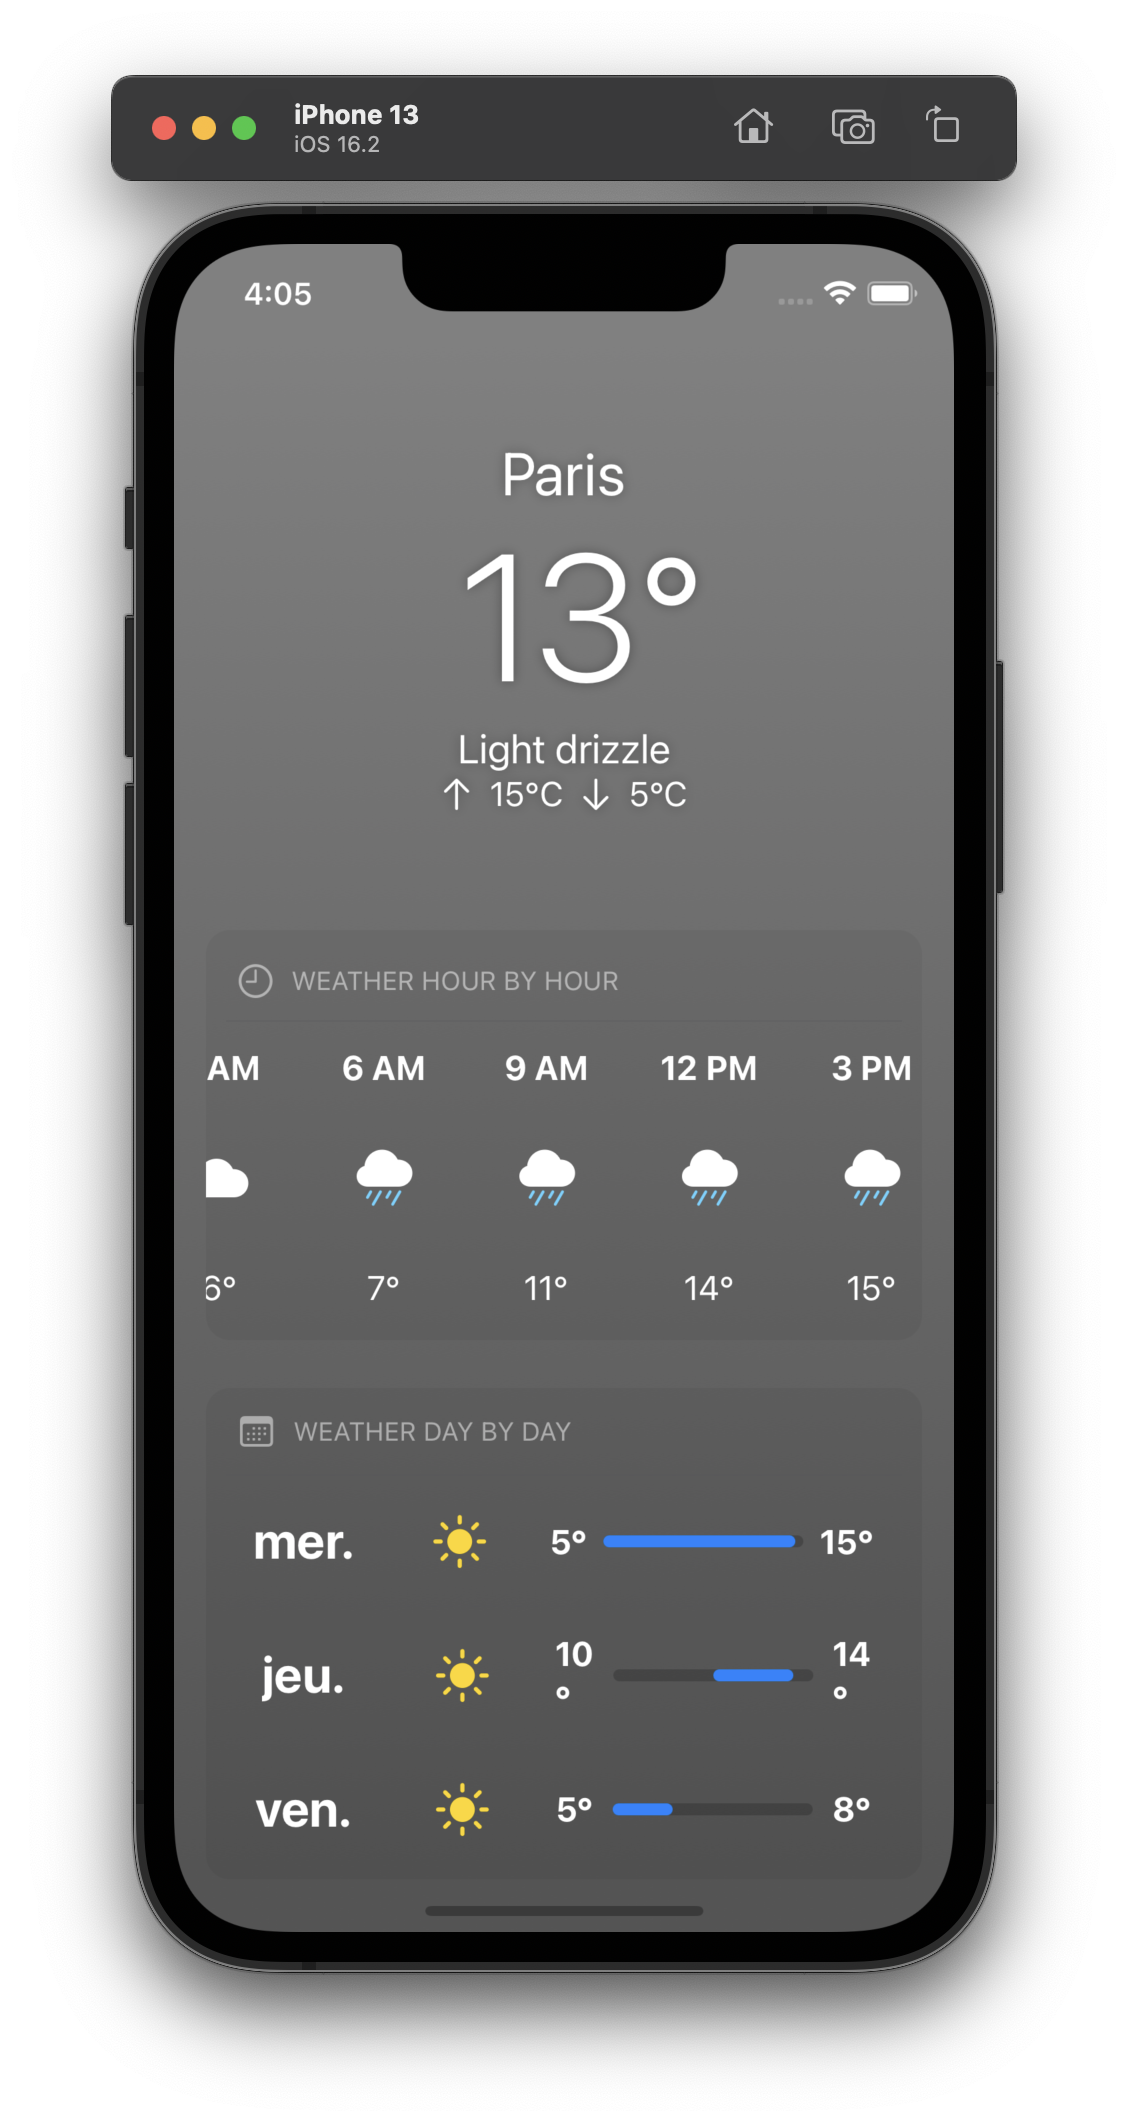 iPhone 13
iOS 16.2
4:05
Paris
13°
Light drizzle
↑ 15°C ↓ 5°C
WEATHER HOUR BY HOUR
AM 6 AM 9 AM 12 PM 3 PM
6° 7° 11° 14° 15°
WEATHER DAY BY DAY
mer. 5° 15°
jeu. 10° 14°
ven. 5° 8°